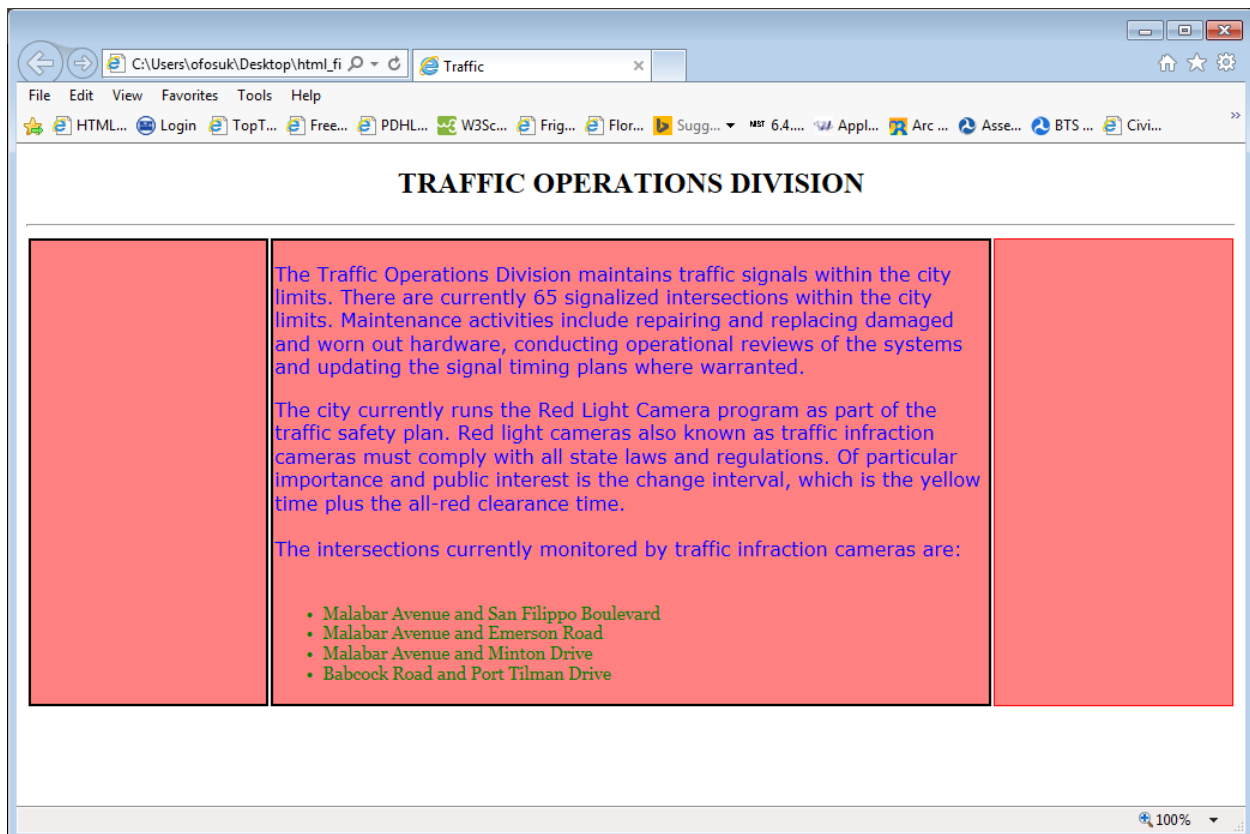 C:\Users\ofosuk\Desktop\html_fi
Traffic
File Edit View Favorites Tools Help
HTML... Login TopT... Free... PDHL... W3Sc... Frig... Flor... Sugg... NIST 6.4.... Appl... Arc ... Asse... BTS ... Civi...
TRAFFIC OPERATIONS DIVISION
The Traffic Operations Division maintains traffic signals within the city
limits. There are currently 65 signalized intersections within the city
limits. Maintenance activities include repairing and replacing damaged
and worn out hardware, conducting operational reviews of the systems
and updating the signal timing plans where warranted.
The city currently runs the Red Light Camera program as part of the
traffic safety plan. Red light cameras also known as traffic infraction
cameras must comply with all state laws and regulations. Of particular
importance and public interest is the change interval, which is the yellow
time plus the all-red clearance time.
The intersections currently monitored by traffic infraction cameras are:
• Malabar Avenue and San Filippo Boulevard
• Malabar Avenue and Emerson Road
• Malabar Avenue and Minton Drive
• Babcock Road and Port Tilman Drive
100%